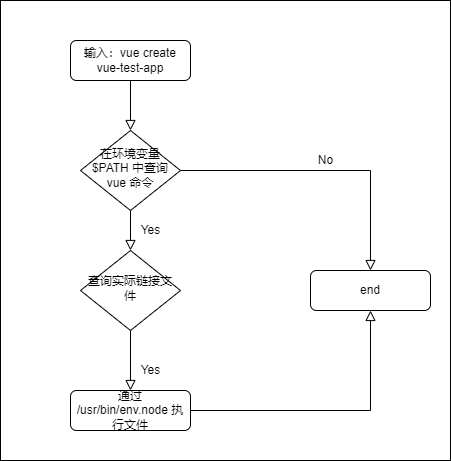 输入：vue create
vue-test-app
在环境变量
$PATH 中查询
vue 命令
No
Yes
查询实际链接文
件
end
Yes
通过
/usr/bin/env.node 执
行文件